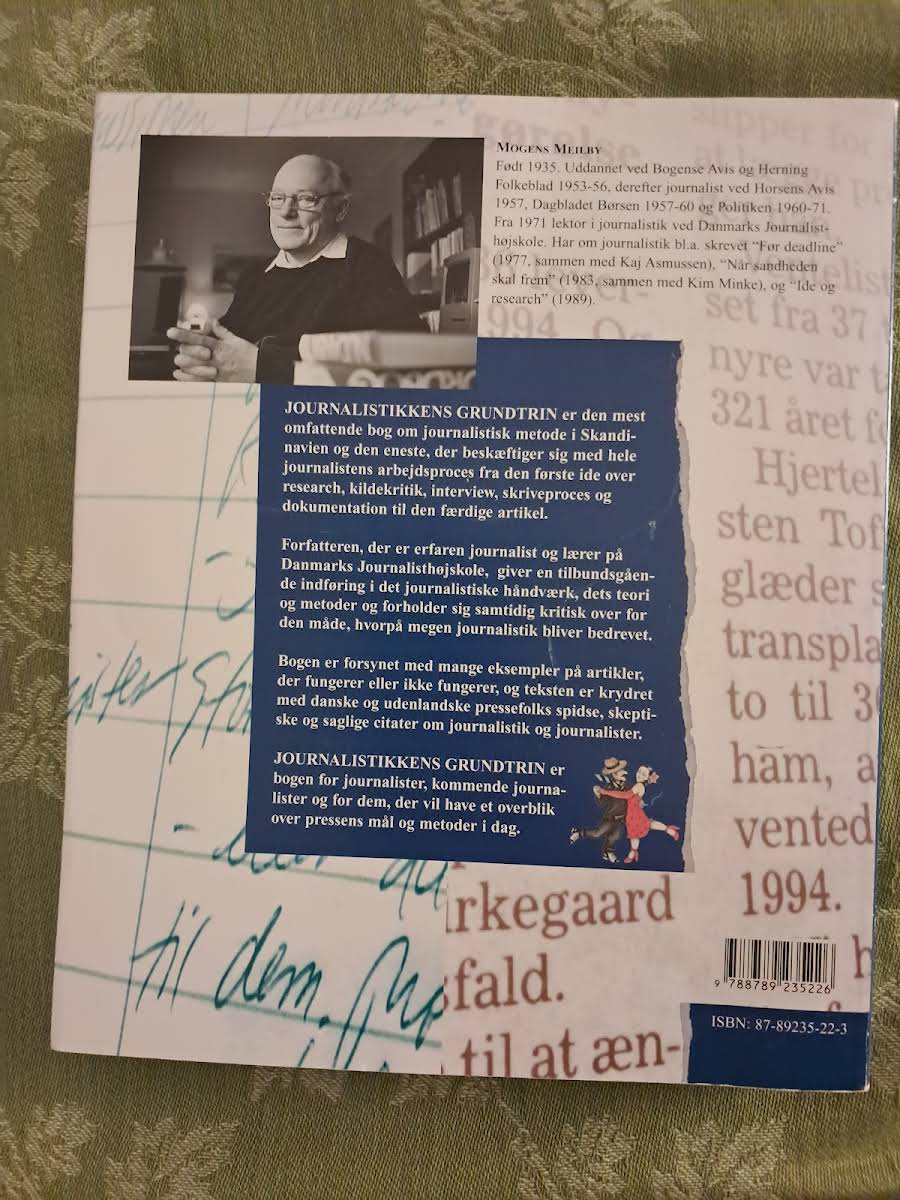 MOGENS MEILBY
Født 1935. Uddannet ved Bogense Avis og Herning
Folkeblad 1953-56, derefter journalist ved Horsens Avis
1957, Dagbladet Børsen 1957-60 og Politiken 1960-71.
Fra 1971 lektor i journalistik ved Danmarks Journalist-
højskole. Har om journalistik bl.a. skrevet “Før deadline”
(1977, sammen med Kaj Asmussen), “Når sandheden
skal frem” (1983, sammen med Kim Minke), og “Ide og
research” (1989).
JOURNALISTIKKENS GRUNDTRIN er den mest
omfattende bog om journalistisk metode i Skandi-
navien og den eneste, der beskæftiger sig med hele
journalistens arbejdsproces fra den første ide over
research, kildekritik, interview, skriveproces og
dokumentation til den færdige artikel.
Forfatteren, der er erfaren journalist og lærer på
Danmarks Journalisthøjskole, giver en tilbundsgåen-
de indføring i det journalistiske håndværk, dets teori
og metoder og forholder sig samtidig kritisk over for
den måde, hvorpå megen journalistik bliver bedrevet.
Bogen er forsynet med mange eksempler på artikler,
der fungerer eller ikke fungerer, og teksten er krydret
med danske og udenlandske pressefolks spidse, skepti-
ske og saglige citater om journalistik og journalister.
JOURNALISTIKKENS GRUNDTRIN er
bogen for journalister, kommende journa-
lister og for dem, der vil have et overblik
over pressens mål og metoder i dag.
slipper for
gørelse
set fra 37
1994. Og
nyre var t
321 året f
Hjertel
sten Tof
glæder s
transpla
to til 3
ham, a
vented
1994.
h
irkegaard
sfald.
til at æn-
til dem.
9 788789 235226
ISBN: 87-89235-22-3